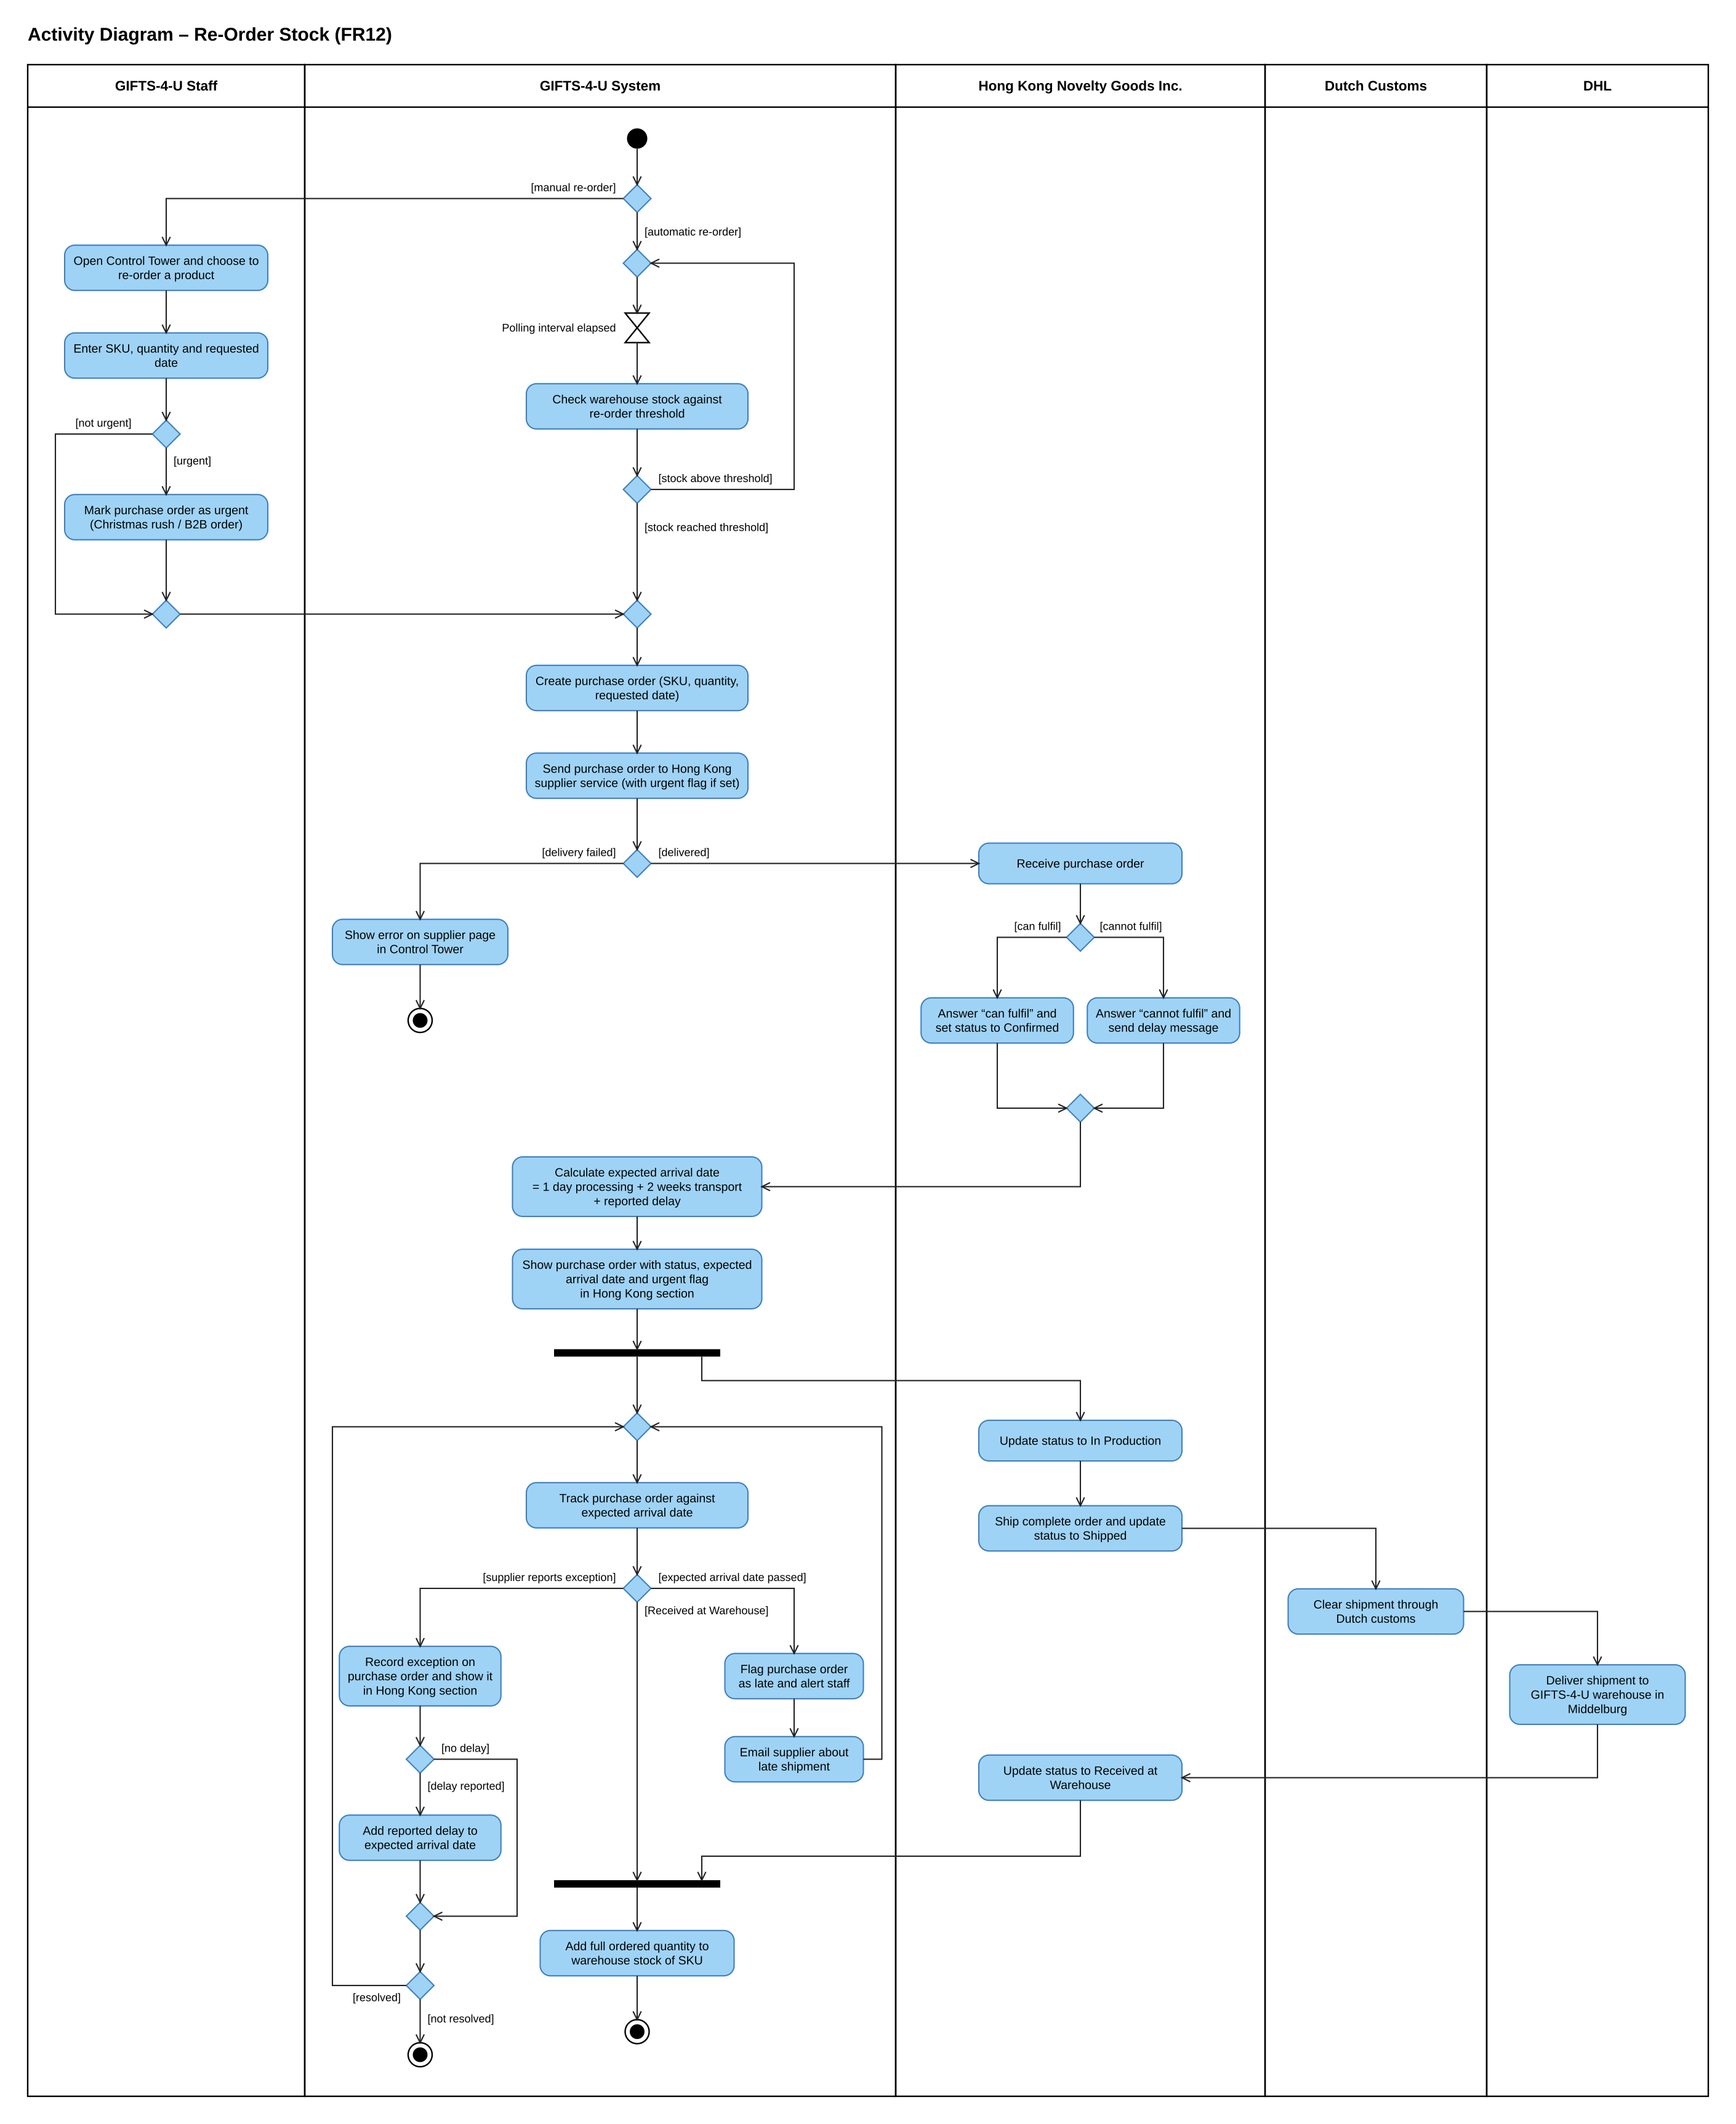 Activity Diagram – Re-Order Stock (FR12)
GIFTS-4-U Staff
GIFTS-4-U System
Hong Kong Novelty Goods Inc.
Dutch Customs
DHL
[manual re-order]
[automatic re-order]
Open Control Tower and choose to
re-order a product
Polling interval elapsed
Enter SKU, quantity and requested
date
Check warehouse stock against
re-order threshold
[not urgent]
[urgent]
[stock above threshold]
Mark purchase order as urgent
(Christmas rush / B2B order)
[stock reached threshold]
Create purchase order (SKU, quantity,
requested date)
Send purchase order to Hong Kong
supplier service (with urgent flag if set)
[delivery failed]
[delivered]
Receive purchase order
Show error on supplier page
in Control Tower
[can fulfil]
[cannot fulfil]
Answer “can fulfil” and
set status to Confirmed
Answer “cannot fulfil” and
send delay message
Calculate expected arrival date
= 1 day processing + 2 weeks transport
+ reported delay
Show purchase order with status, expected
arrival date and urgent flag
in Hong Kong section
Update status to In Production
Track purchase order against
expected arrival date
Ship complete order and update
status to Shipped
[supplier reports exception]
[expected arrival date passed]
[Received at Warehouse]
Clear shipment through
Dutch customs
Record exception on
purchase order and show it
in Hong Kong section
Flag purchase order
as late and alert staff
Deliver shipment to
GIFTS-4-U warehouse in
Middelburg
[no delay]
Email supplier about
late shipment
Update status to Received at
Warehouse
[delay reported]
Add reported delay to
expected arrival date
Add full ordered quantity to
warehouse stock of SKU
[resolved]
[not resolved]